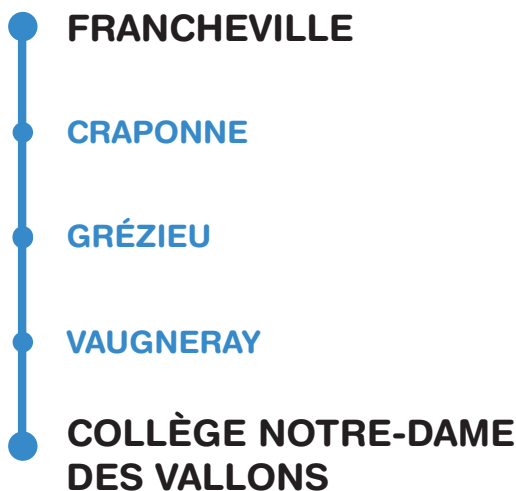 FRANCHEVILLE
CRAPONNE
GRÉZIEU
VAUGNERAY
COLLÈGE NOTRE-DAME
DES VALLONS